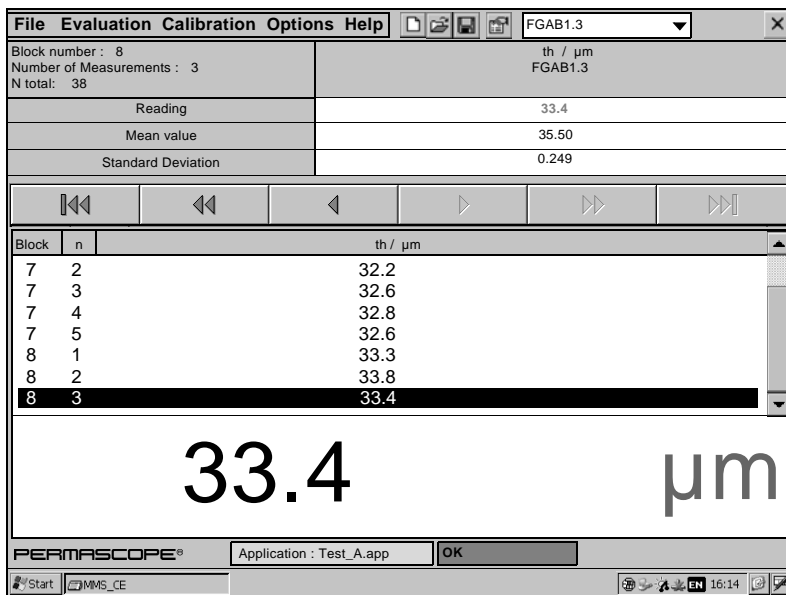 File Evaluation Calibration Options Help FGAB1.3
Block number : 8
Number of Measurements : 3
N total: 38
th / µm
FGAB1.3
Reading 33.4
Mean value 35.50
Standard Deviation 0.249
Block n th / µm
7 2 32.2
7 3 32.6
7 4 32.8
7 5 32.6
8 1 33.3
8 2 33.8
8 3 33.4
33.4 µm
PERMASCOPE® Application : Test_A.app OK
Start MMS_CE EN 16:14